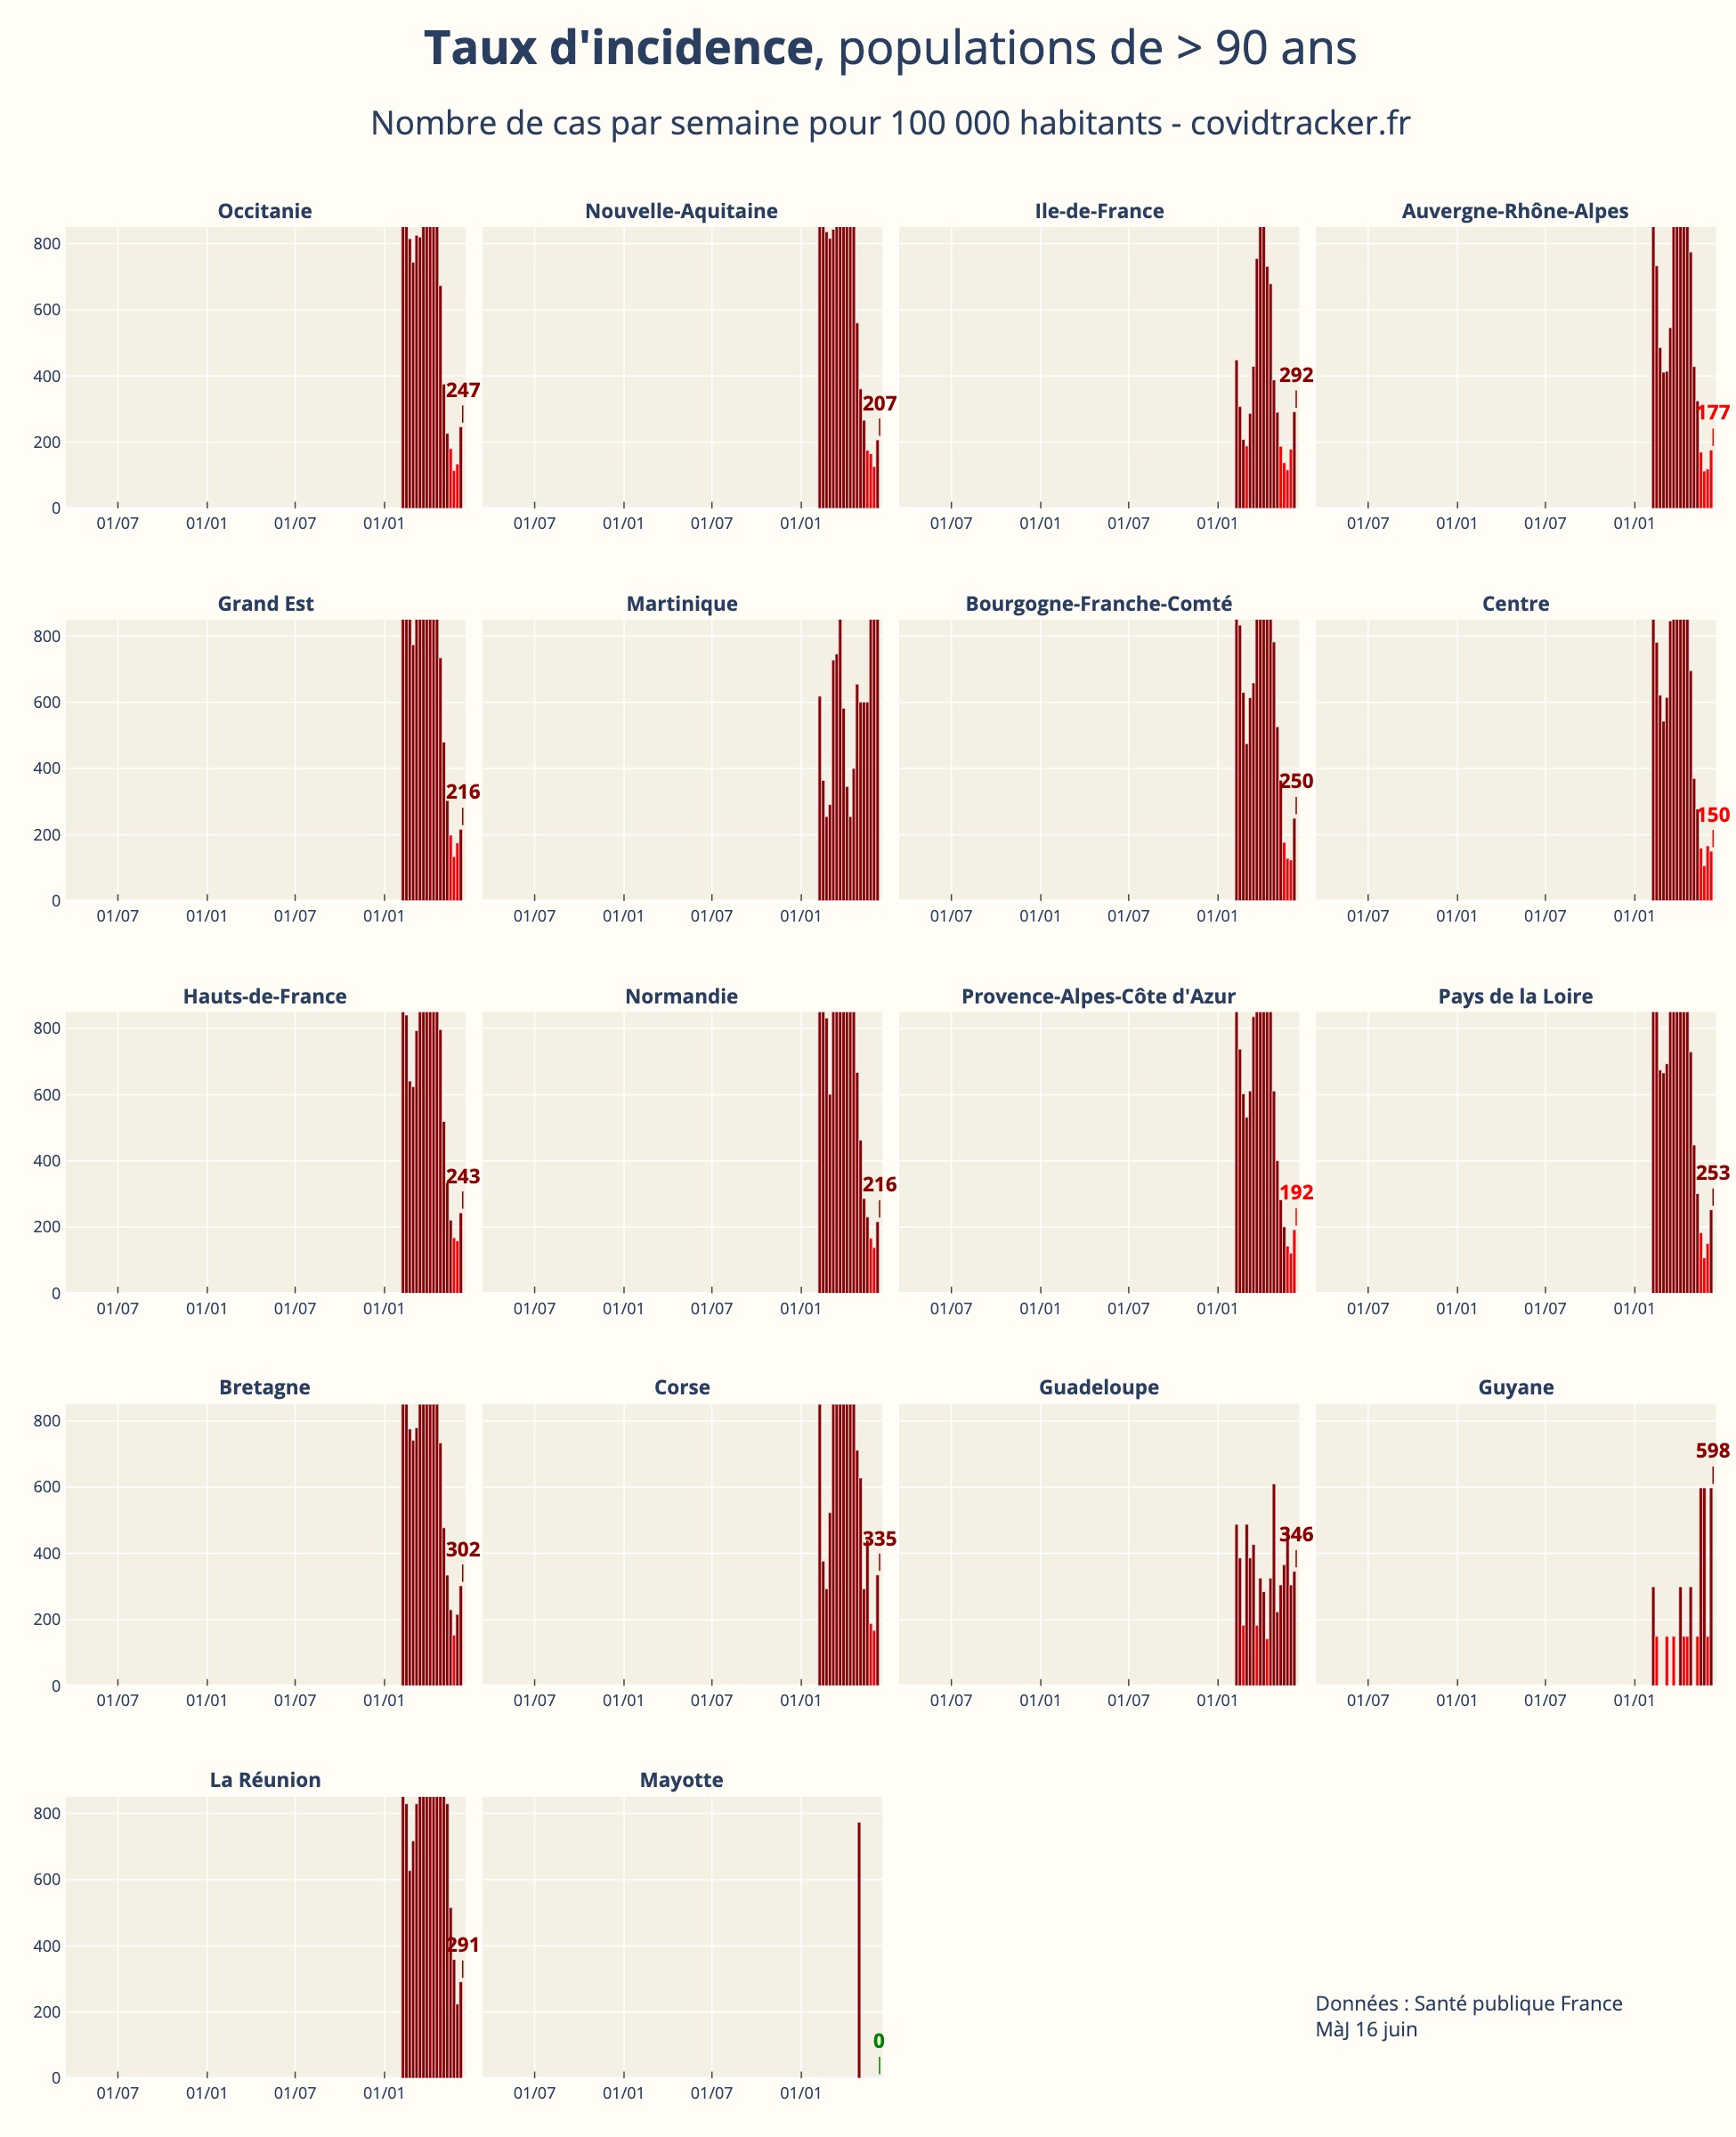 Taux d'incidence, populations de > 90 ans
Nombre de cas par semaine pour 100 000 habitants - covidtracker.fr
Occitanie
Nouvelle-Aquitaine
Ile-de-France
Auvergne-Rhône-Alpes
800
600
400
200
0
247
207
292
177
01/07 01/01 01/07 01/01
01/07 01/01 01/07 01/01
01/07 01/01 01/07 01/01
01/07 01/01 01/07 01/01
Grand Est
Martinique
Bourgogne-Franche-Comté
Centre
800
600
400
200
0
216
250
150
01/07 01/01 01/07 01/01
01/07 01/01 01/07 01/01
01/07 01/01 01/07 01/01
01/07 01/01 01/07 01/01
Hauts-de-France
Normandie
Provence-Alpes-Côte d'Azur
Pays de la Loire
800
600
400
200
0
243
216
192
253
01/07 01/01 01/07 01/01
01/07 01/01 01/07 01/01
01/07 01/01 01/07 01/01
01/07 01/01 01/07 01/01
Bretagne
Corse
Guadeloupe
Guyane
800
600
400
200
0
302
335
346
598
01/07 01/01 01/07 01/01
01/07 01/01 01/07 01/01
01/07 01/01 01/07 01/01
01/07 01/01 01/07 01/01
La Réunion
Mayotte
800
600
400
200
0
291
0
01/07 01/01 01/07 01/01
01/07 01/01 01/07 01/01
Données : Santé publique France
MàJ 16 juin